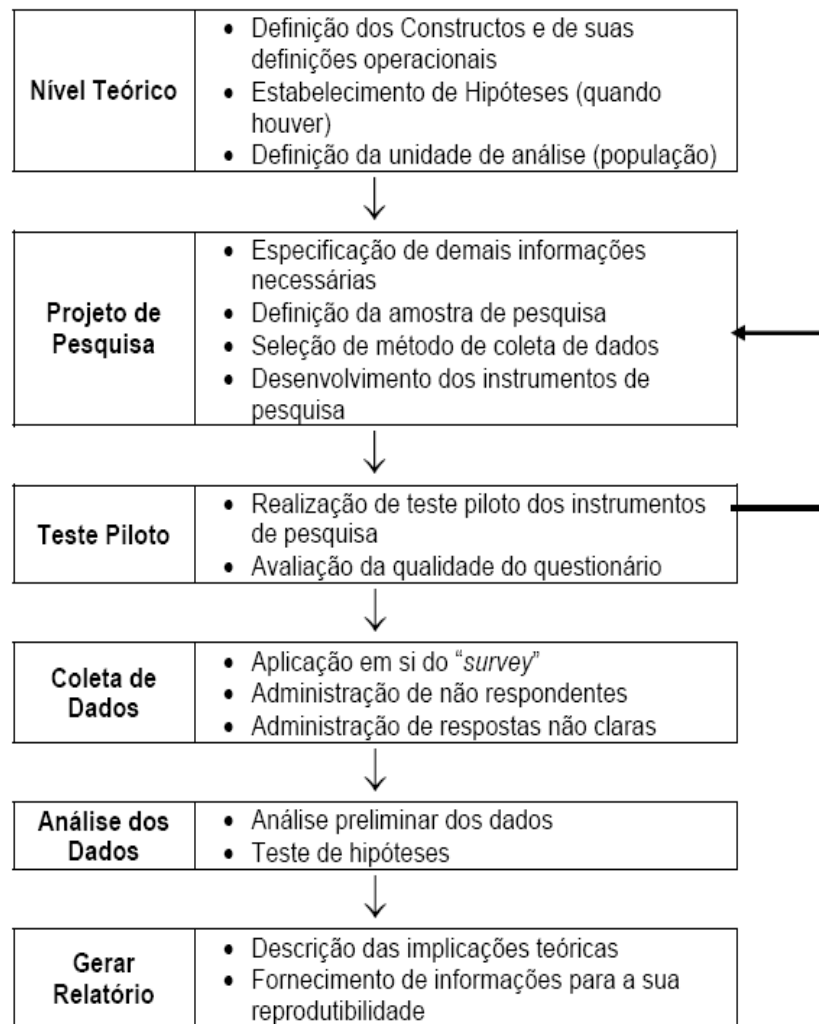 Nível Teórico
• Definição dos Constructos e de suas
definições operacionais
• Estabelecimento de Hipóteses (quando
houver)
• Definição da unidade de análise (população)
Projeto de
Pesquisa
• Especificação de demais informações
necessárias
• Definição da amostra de pesquisa
• Seleção de método de coleta de dados
• Desenvolvimento dos instrumentos de
pesquisa
Teste Piloto
• Realização de teste piloto dos instrumentos
de pesquisa
• Avaliação da qualidade do questionário
Coleta de
Dados
• Aplicação em si do “survey”
• Administração de não respondentes
• Administração de respostas não claras
Análise dos
Dados
• Análise preliminar dos dados
• Teste de hipóteses
Gerar
Relatório
• Descrição das implicações teóricas
• Fornecimento de informações para a sua
reprodutibilidade